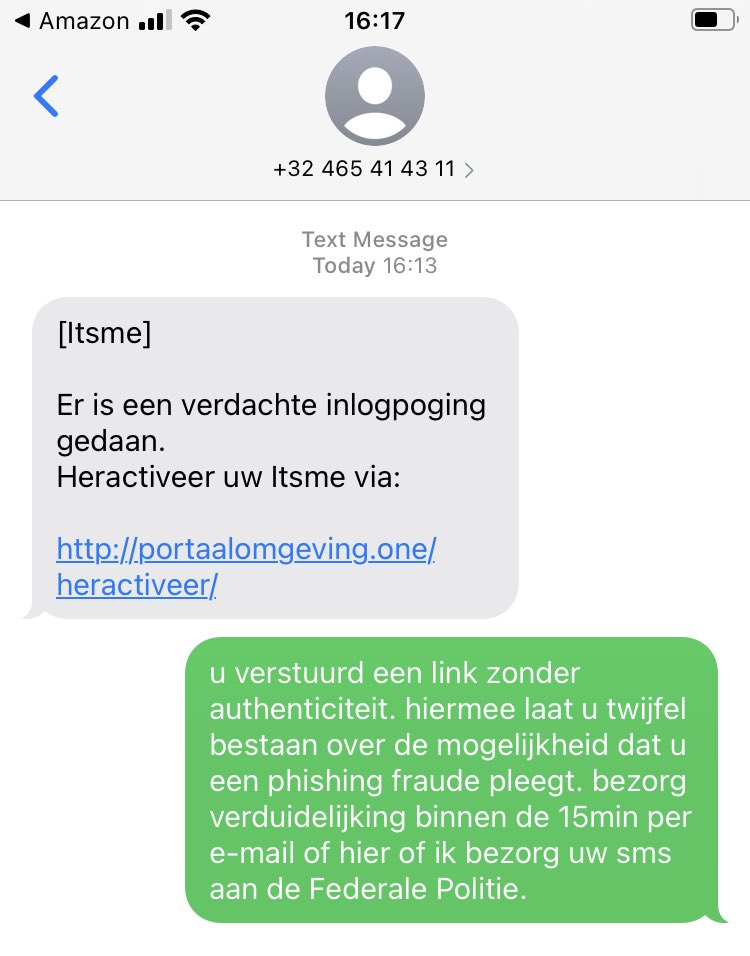 Amazon
16:17
+32 465 41 43 11
Text Message
Today 16:13
[Itsme]
Er is een verdachte inlogpoging
gedaan.
Heractiveer uw Itsme via:
http://portaalomgeving.one/
heractiveer/
u verstuurd een link zonder
authenticiteit. hiermee laat u twijfel
bestaan over de mogelijkheid dat u
een phishing fraude pleegt. bezorg
verduidelijking binnen de 15min per
e-mail of hier of ik bezorg uw sms
aan de Federale Politie.